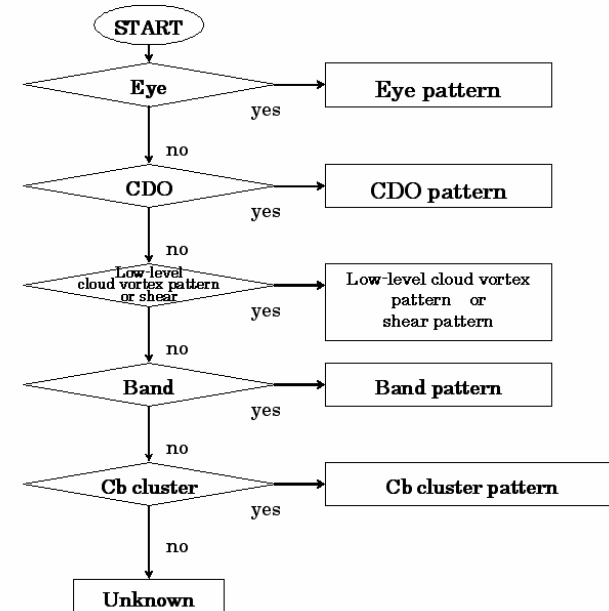 START
Eye
Eye pattern
yes
no
CDO
CDO pattern
yes
no
Low-level
cloud vortex pattern
or shear
Low-level cloud vortex
pattern or
shear pattern
yes
no
Band
Band pattern
yes
no
Cb cluster
Cb cluster pattern
yes
no
Unknown